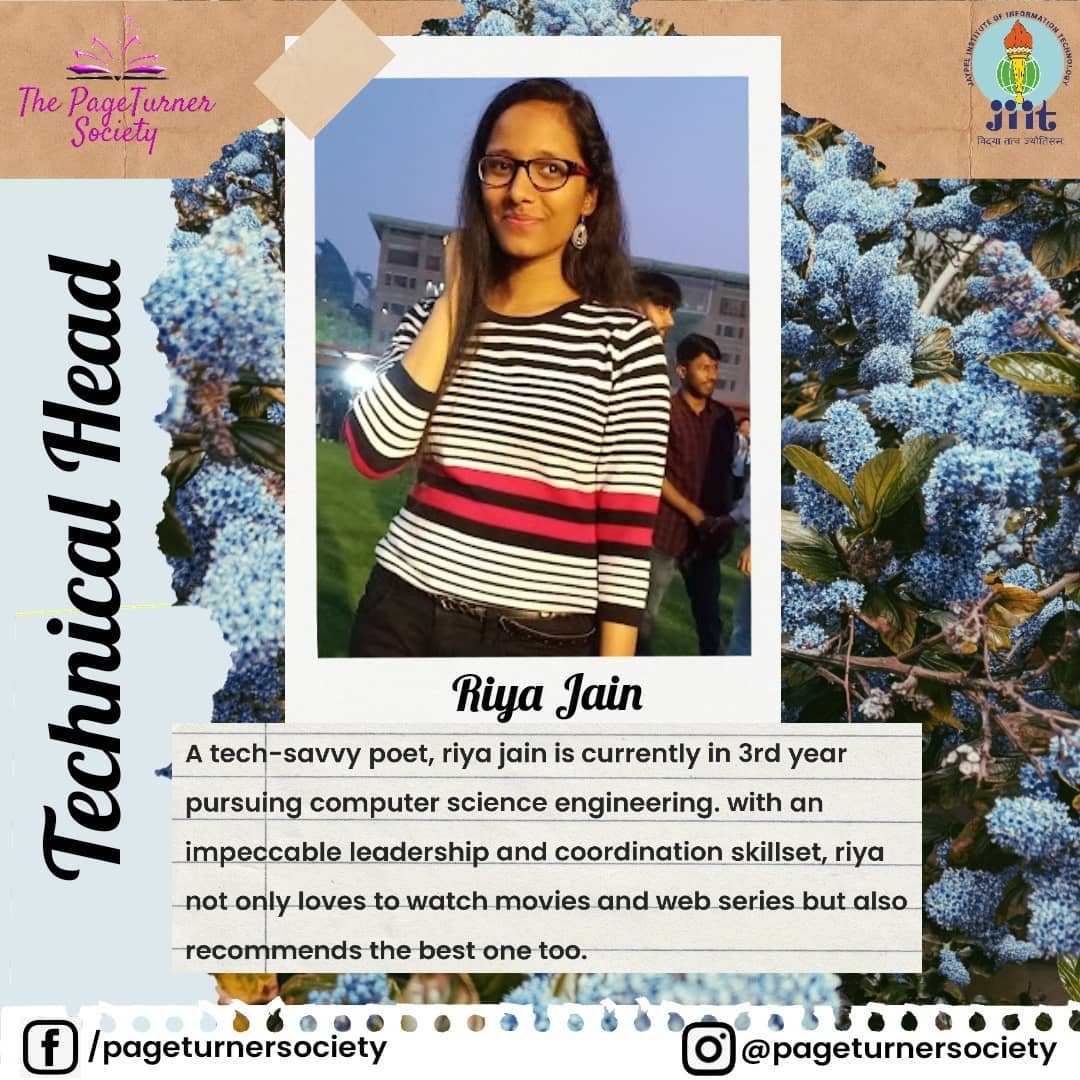 The PageTurner
Society
JAYPEE INSTITUTE OF INFORMATION TECHNOLOGY
jiit
विद्या तत्व ज्योतिसमः
Technical Head
Riya Jain
A tech-savvy poet, riya jain is currently in 3rd year
pursuing computer science engineering. with an
impeccable leadership and coordination skillset, riya
not only loves to watch movies and web series but also
recommends the best one too.
/pageturnersociety
@pageturnersociety